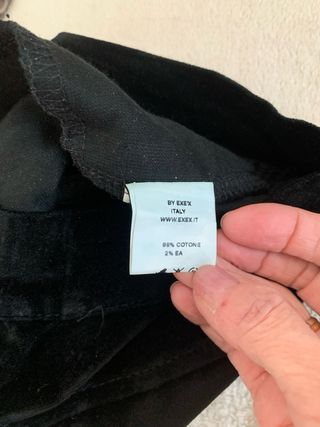 BY EXE'X
ITALY
WWW.EXEX.IT
98% COTONE
2% EA